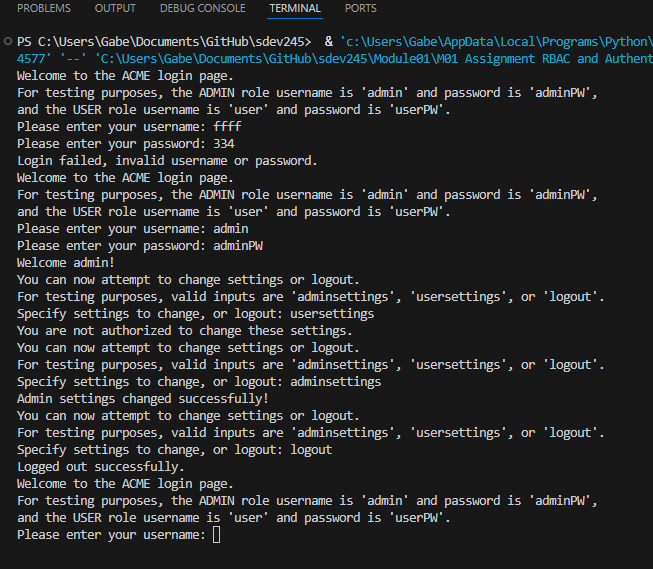 PROBLEMS OUTPUT DEBUG CONSOLE TERMINAL PORTS
PS C:\Users\Gabe\Documents\GitHub\sdev245> & 'c:\Users\Gabe\AppData\Local\Programs\Python\
4577' '--' 'C:\Users\Gabe\Documents\GitHub\sdev245\Module01\M01 Assignment RBAC and Authent
Welcome to the ACME login page.
For testing purposes, the ADMIN role username is 'admin' and password is 'adminPW',
and the USER role username is 'user' and password is 'userPW'.
Please enter your username: ffff
Please enter your password: 334
Login failed, invalid username or password.
Welcome to the ACME login page.
For testing purposes, the ADMIN role username is 'admin' and password is 'adminPW',
and the USER role username is 'user' and password is 'userPW'.
Please enter your username: admin
Please enter your password: adminPW
Welcome admin!
You can now attempt to change settings or logout.
For testing purposes, valid inputs are 'adminsettings', 'usersettings', or 'logout'.
Specify settings to change, or logout: usersettings
You are not authorized to change these settings.
You can now attempt to change settings or logout.
For testing purposes, valid inputs are 'adminsettings', 'usersettings', or 'logout'.
Specify settings to change, or logout: adminsettings
Admin settings changed successfully!
You can now attempt to change settings or logout.
For testing purposes, valid inputs are 'adminsettings', 'usersettings', or 'logout'.
Specify settings to change, or logout: logout
Logged out successfully.
Welcome to the ACME login page.
For testing purposes, the ADMIN role username is 'admin' and password is 'adminPW',
and the USER role username is 'user' and password is 'userPW'.
Please enter your username: